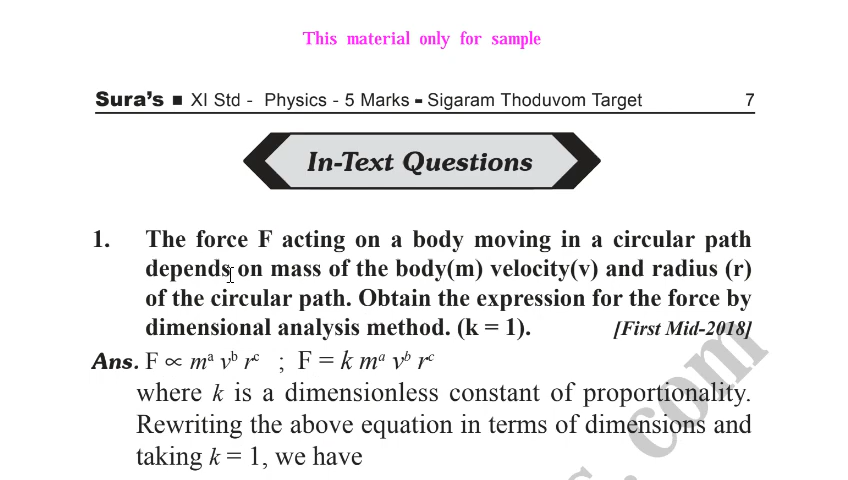 This material only for sample
Sura's ■ XI Std - Physics - 5 Marks - Sigaram Thoduvom Target 7
In-Text Questions
1. The force F acting on a body moving in a circular path
depends on mass of the body(m) velocity(v) and radius (r)
of the circular path. Obtain the expression for the force by
dimensional analysis method. (k = 1). [First Mid-2018]
Ans. F ∝ mᵃ vᵇ rᶜ ; F = k mᵃ vᵇ rᶜ
where k is a dimensionless constant of proportionality.
Rewriting the above equation in terms of dimensions and
taking k = 1, we have
s.com